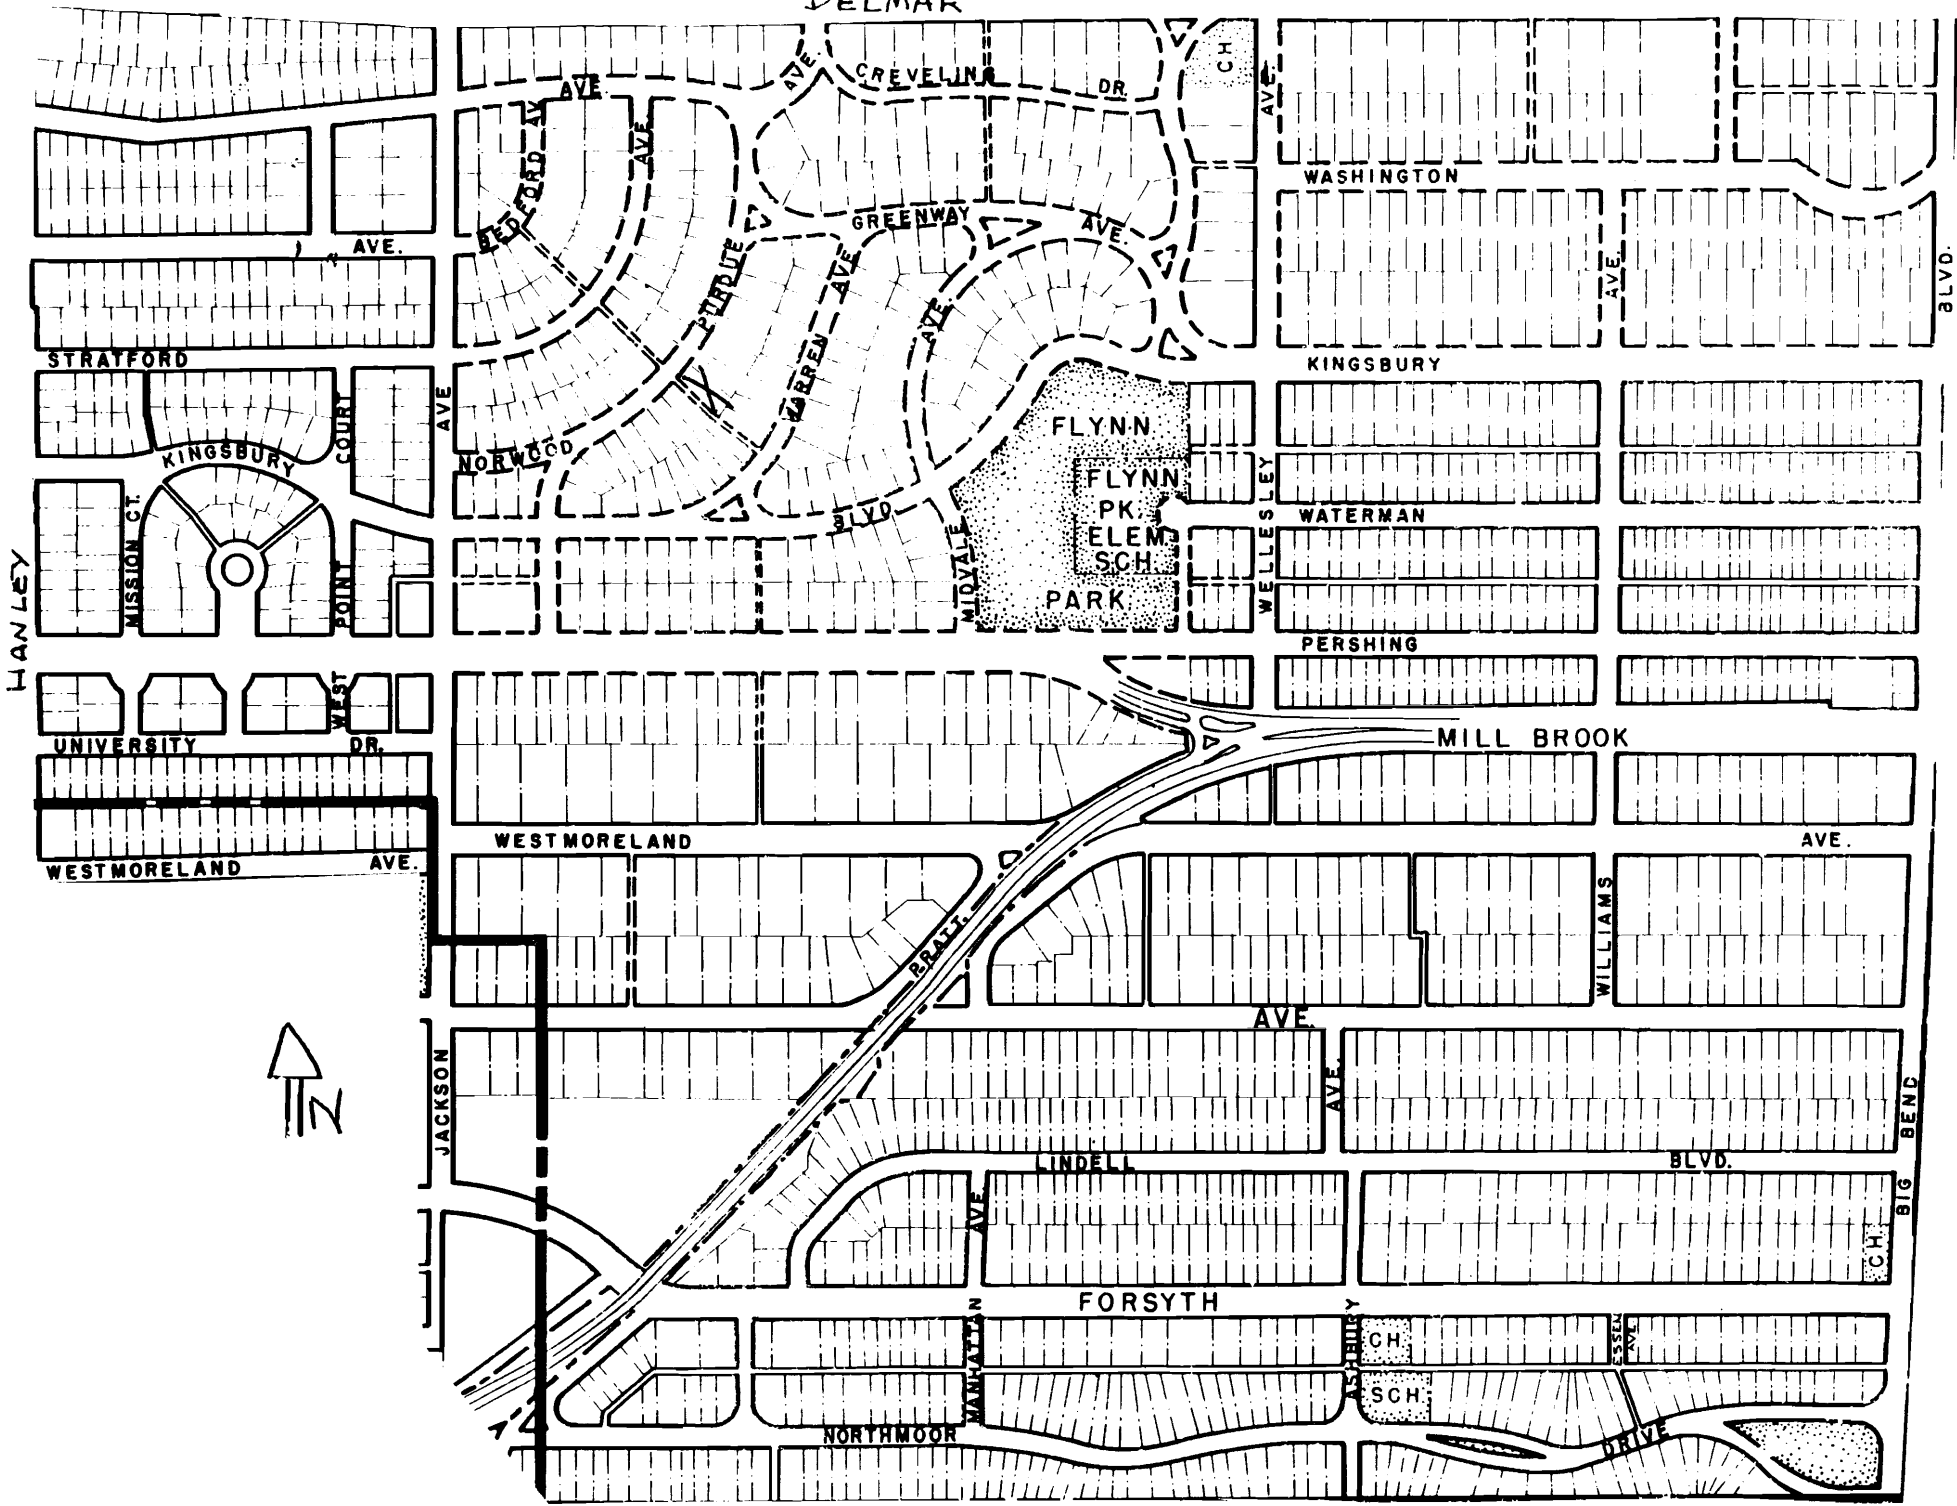 DELMAR
CREVELING
DR.
AVE.
CH
AVE.
AVE
BEDFORD AV
AVE.
WASHINGTON
GREENWAY
AVE.
AVE.
PURDUE
AVE
WARREN
AVE.
AVE.
BLVD.
STRATFORD
KINGSBURY
COURT
AVE
KINGSBURY
NORWOOD
FLYNN
FLYNN
PK.
ELEM
SCH.
PARK
WELLESLEY
WATERMAN
BLVD
MIDVALE
MISSION CT.
POINT
WEST
HANLEY
PERSHING
UNIVERSITY
DR.
MILL BROOK
WESTMORELAND
AVE.
WESTMORELAND
AVE.
PRATT
WILLIAMS
AVE.
N
JACKSON
AVE.
BIG BEND
LINDELL
BLVD.
AVE.
CH.
FORSYTH
MANHATTAN
ASHBURY
CH.
ESSEN
AVE.
SCH.
NORTHMOOR
DRIVE